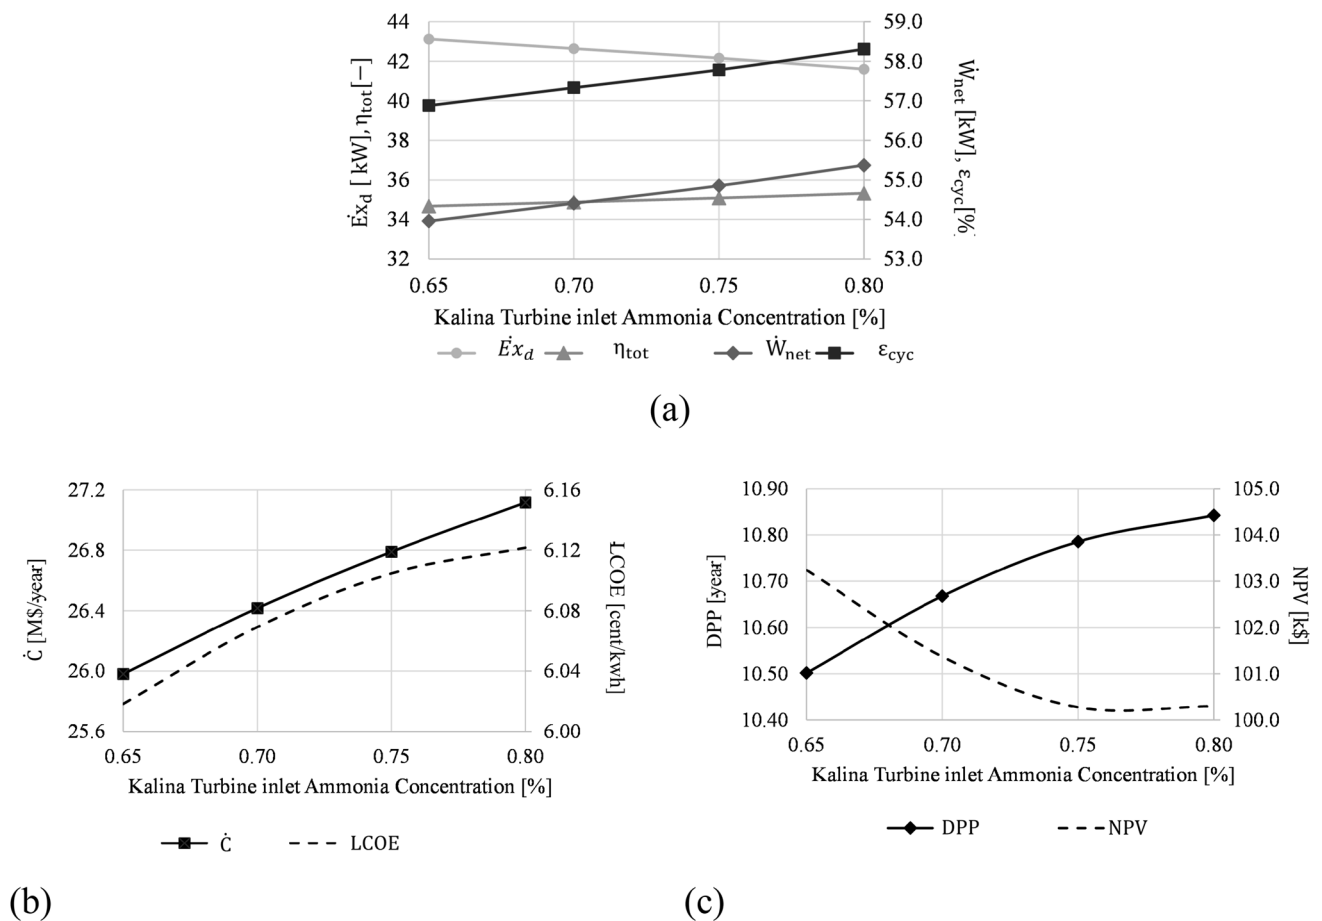 44
42
40
38
36
34
32
Ėx_d [ kW], η_tot[—]
59.0
58.0
57.0
56.0
55.0
54.0
53.0
Ẇ_net [kW], ε_cyc[%]
0.65 0.70 0.75 0.80
Kalina Turbine inlet Ammonia Concentration [%]
Ėx_d η_tot Ẇ_net ε_cyc
(a)
27.2
26.8
26.4
26.0
25.6
Ċ [M$/year]
6.16
6.12
6.08
6.04
6.00
LCOE [cent/kwh]
0.65 0.70 0.75 0.80
Kalina Turbine inlet Ammonia Concentration [%]
Ċ LCOE
(b)
10.90
10.80
10.70
10.60
10.50
10.40
DPP [year]
105.0
104.0
103.0
102.0
101.0
100.0
NPV [k$]
0.65 0.70 0.75 0.80
Kalina Turbine inlet Ammonia Concentration [%]
DPP NPV
(c)